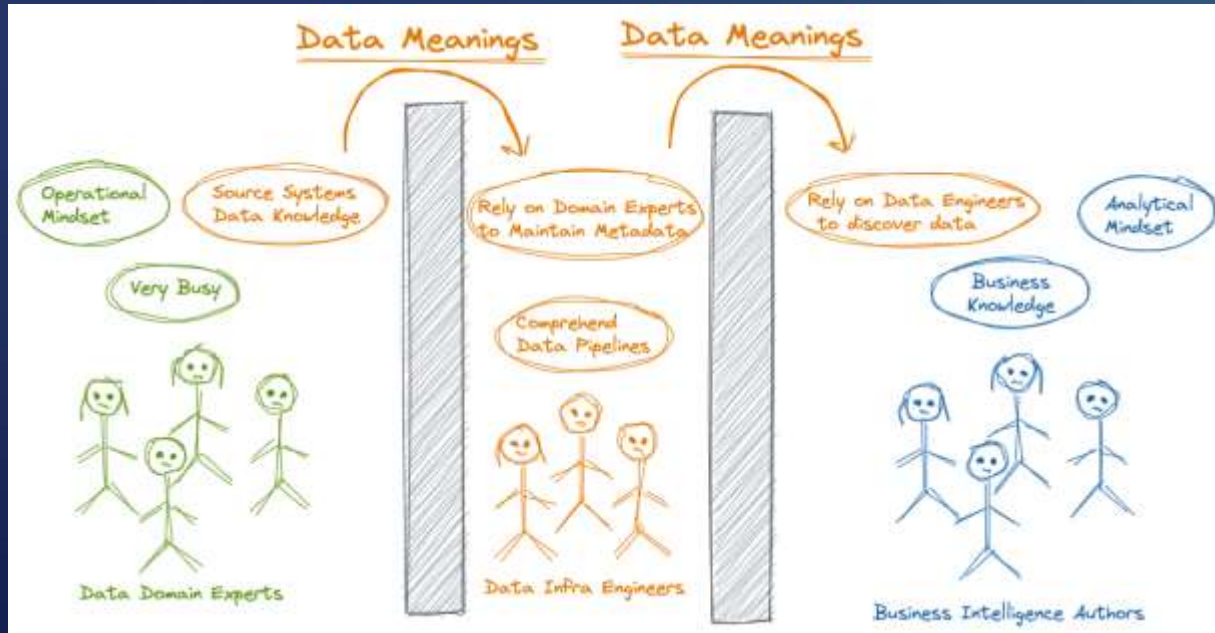 Data Meanings
Data Meanings
Operational
Mindset
Source Systems
Data Knowledge
Very Busy
Data Domain Experts
Rely on Domain Experts
to Maintain Metadata
Comprehend
Data Pipelines
Data Infra Engineers
Rely on Data Engineers
to discover data
Analytical
Mindset
Business
Knowledge
Business Intelligence Authors